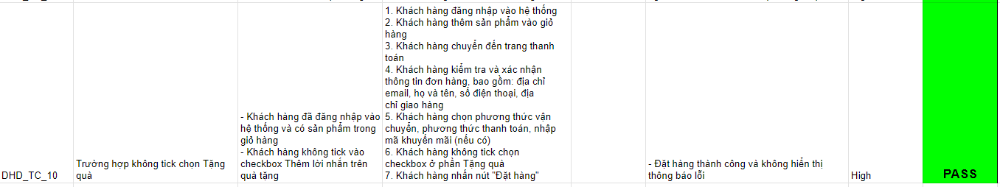 DHD_TC_10
Trường hợp không tick chọn Tặng
quà
- Khách hàng đã đăng nhập vào
hệ thống và có sản phẩm trong
giỏ hàng
- Khách hàng không tick vào
checkbox Thêm lời nhắn trên
quà tặng
1. Khách hàng đăng nhập vào hệ thống
2. Khách hàng thêm sản phẩm vào giỏ
hàng
3. Khách hàng chuyển đến trang thanh
toán
4. Khách hàng kiểm tra và xác nhận
thông tin đơn hàng, bao gồm: địa chỉ
email, họ và tên, số điện thoại, địa
chỉ giao hàng
5. Khách hàng chọn phương thức vận
chuyển, phương thức thanh toán, nhập
mã khuyến mãi (nếu có)
6. Khách hàng không tick chọn
checkbox ở phần Tặng quà
7. Khách hàng nhấn nút "Đặt hàng"
- Đặt hàng thành công và không hiển thị
thông báo lỗi
High
PASS